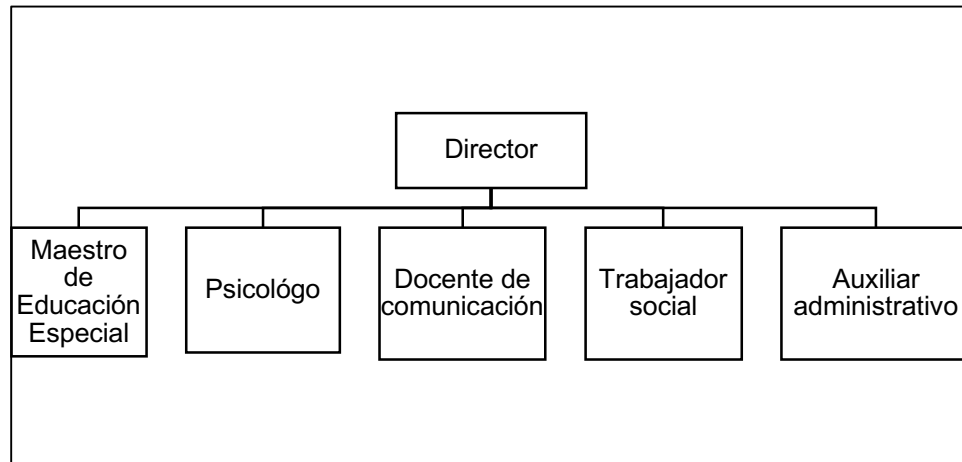 Director
Maestro
de
Educación
Especial
Psicológo
Docente de
comunicación
Trabajador
social
Auxiliar
administrativo